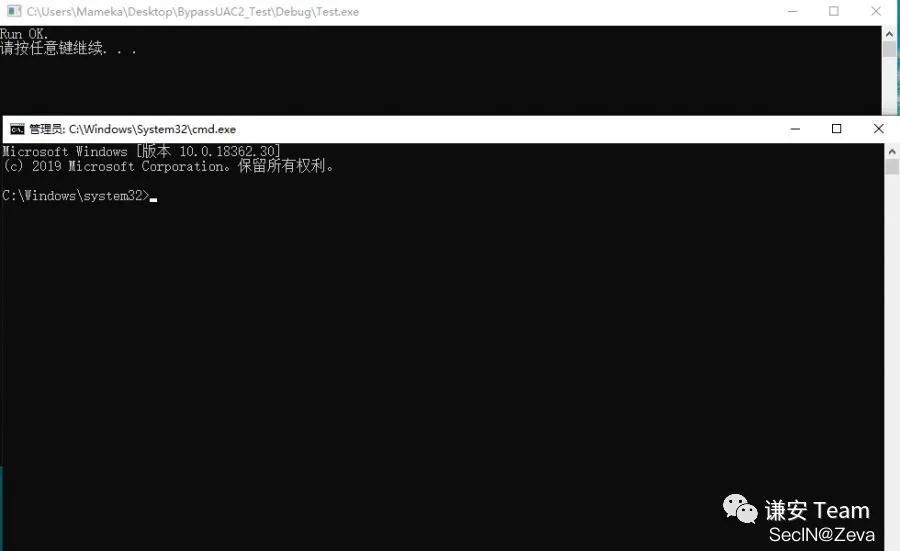 C:\Users\Mameka\Desktop\BypassUAC2_Test\Debug\Test.exe
Run OK.
请按任意键继续. . .
管理员: C:\Windows\System32\cmd.exe
Microsoft Windows [版本 10.0.18362.30]
(c) 2019 Microsoft Corporation。保留所有权利。
C:\Windows\system32>
谦安 Team
SecIN@Zeva